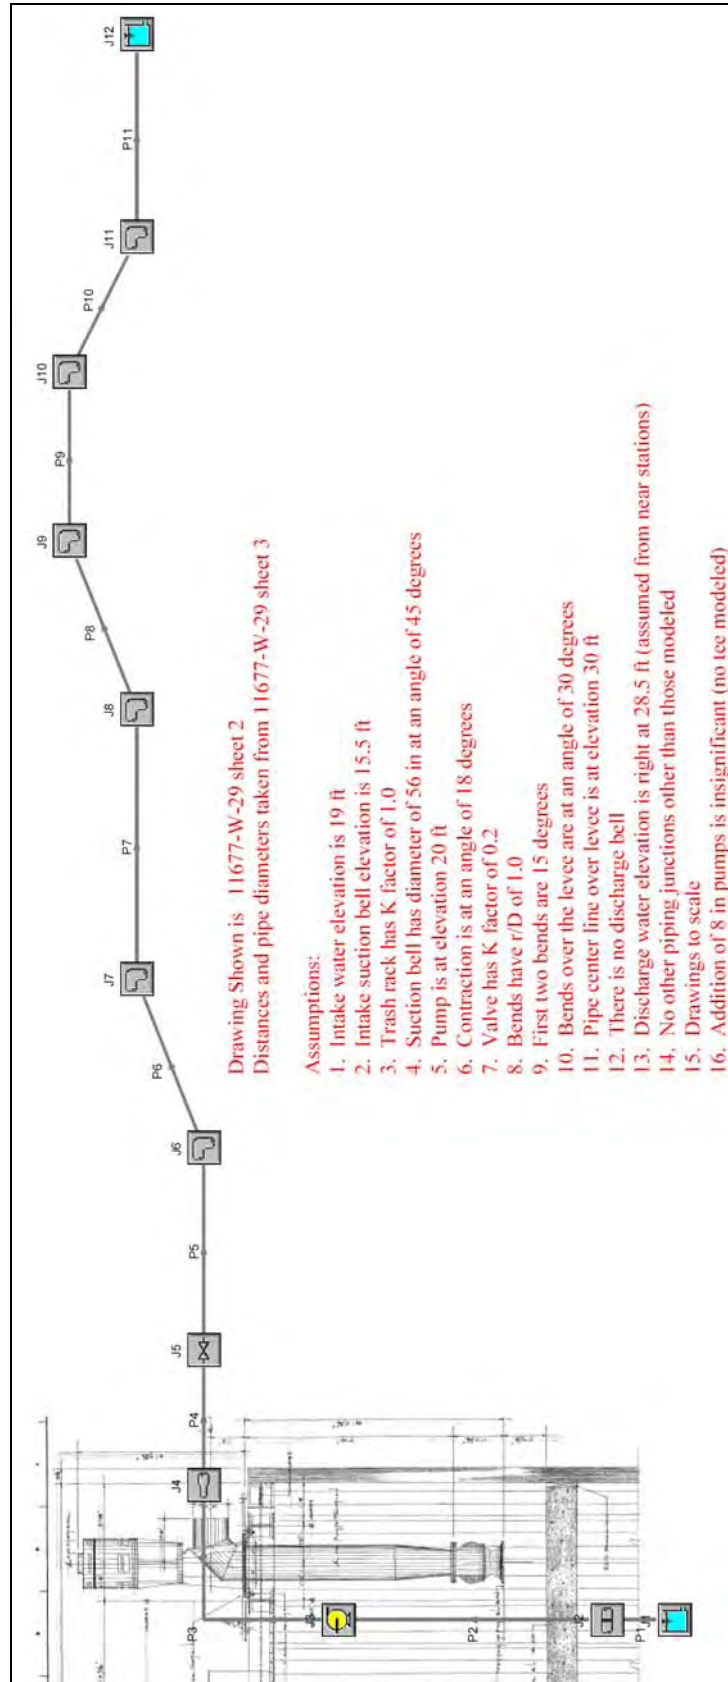 Drawing Shown is 11677-W-29 sheet 2
Distances and pipe diameters taken from 11677-W-29 sheet 3
Assumptions:
1. Intake water elevation is 19 ft
2. Intake suction bell elevation is 15.5 ft
3. Trash rack has K factor of 1.0
4. Suction bell has diameter of 56 in at an angle of 45 degrees
5. Pump is at elevation 20 ft
6. Contraction is at an angle of 18 degrees
7. Valve has K factor of 0.2
8. Bends have r/D of 1.0
9. First two bends are 15 degrees
10. Bends over the levee are at an angle of 30 degrees
11. Pipe center line over levee is at elevation 30 ft
12. There is no discharge bell
13. Discharge water elevation is right at 28.5 ft (assumed from near stations)
14. No other piping junctions other than those modeled
15. Drawings to scale
16. Addition of 8 in pumps is insignificant (no tee modeled)
J1
P1
J2
P2
J3
P3
J4
P4
J5
P5
J6
P6
J7
P7
J8
P8
J9
P9
J10
P10
J11
P11
J12